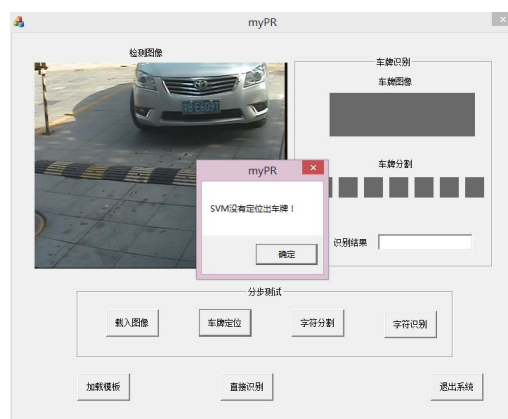 myPR
检测图像
车牌识别
车牌图像
车牌分割
myPR
SVM没有定位出车牌！
确定
识别结果
分步测试
载入图像
车牌定位
字符分割
字符识别
加载模板
直接识别
退出系统